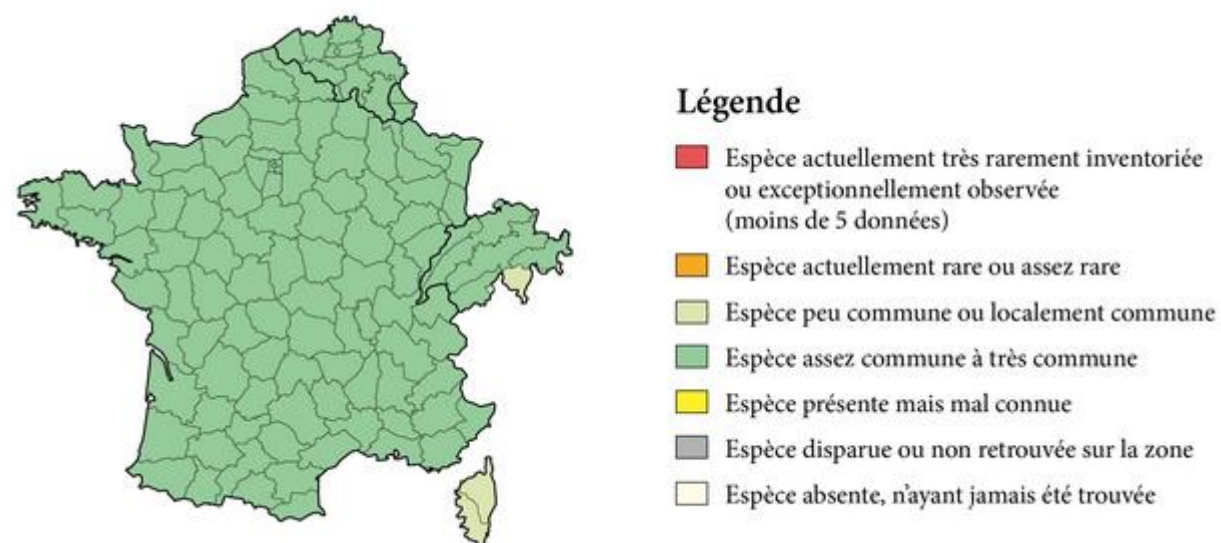 Légende
Espèce actuellement très rarement inventoriée
ou exceptionnellement observée
(moins de 5 données)
Espèce actuellement rare ou assez rare
Espèce peu commune ou localement commune
Espèce assez commune à très commune
Espèce présente mais mal connue
Espèce disparue ou non retrouvée sur la zone
Espèce absente, n'ayant jamais été trouvée